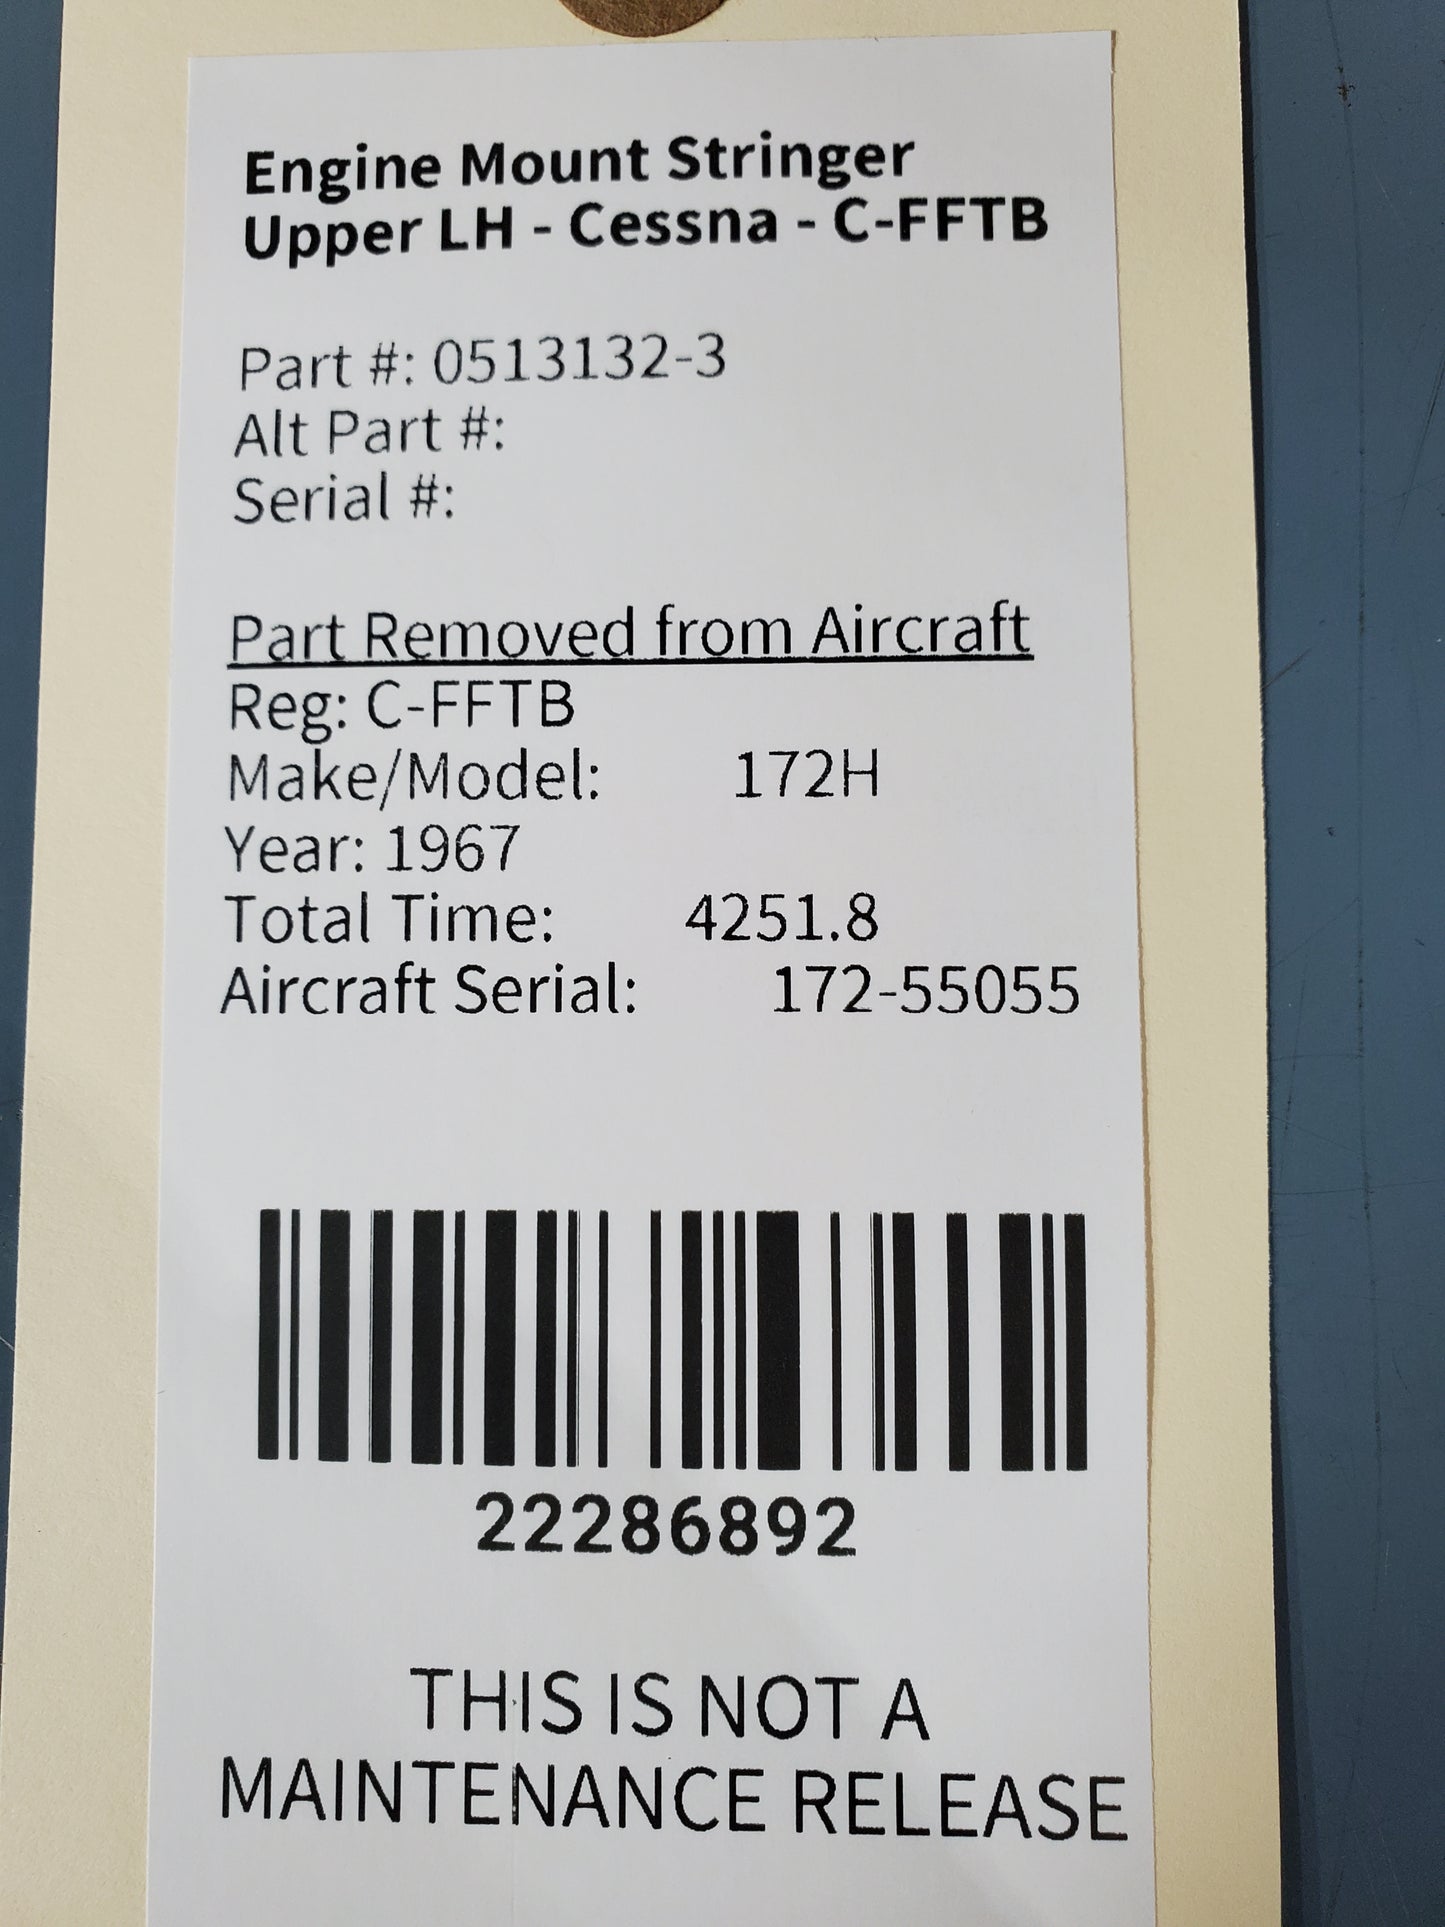 Engine Mount Stringer
Upper LH - Cessna - C-FFTB
Part #: 0513132-3
Alt Part #:
Serial #:
Part Removed from Aircraft
Reg: C-FFTB
Make/Model: 172H
Year: 1967
Total Time: 4251.8
Aircraft Serial: 172-55055
22286892
THIS IS NOT A
MAINTENANCE RELEASE